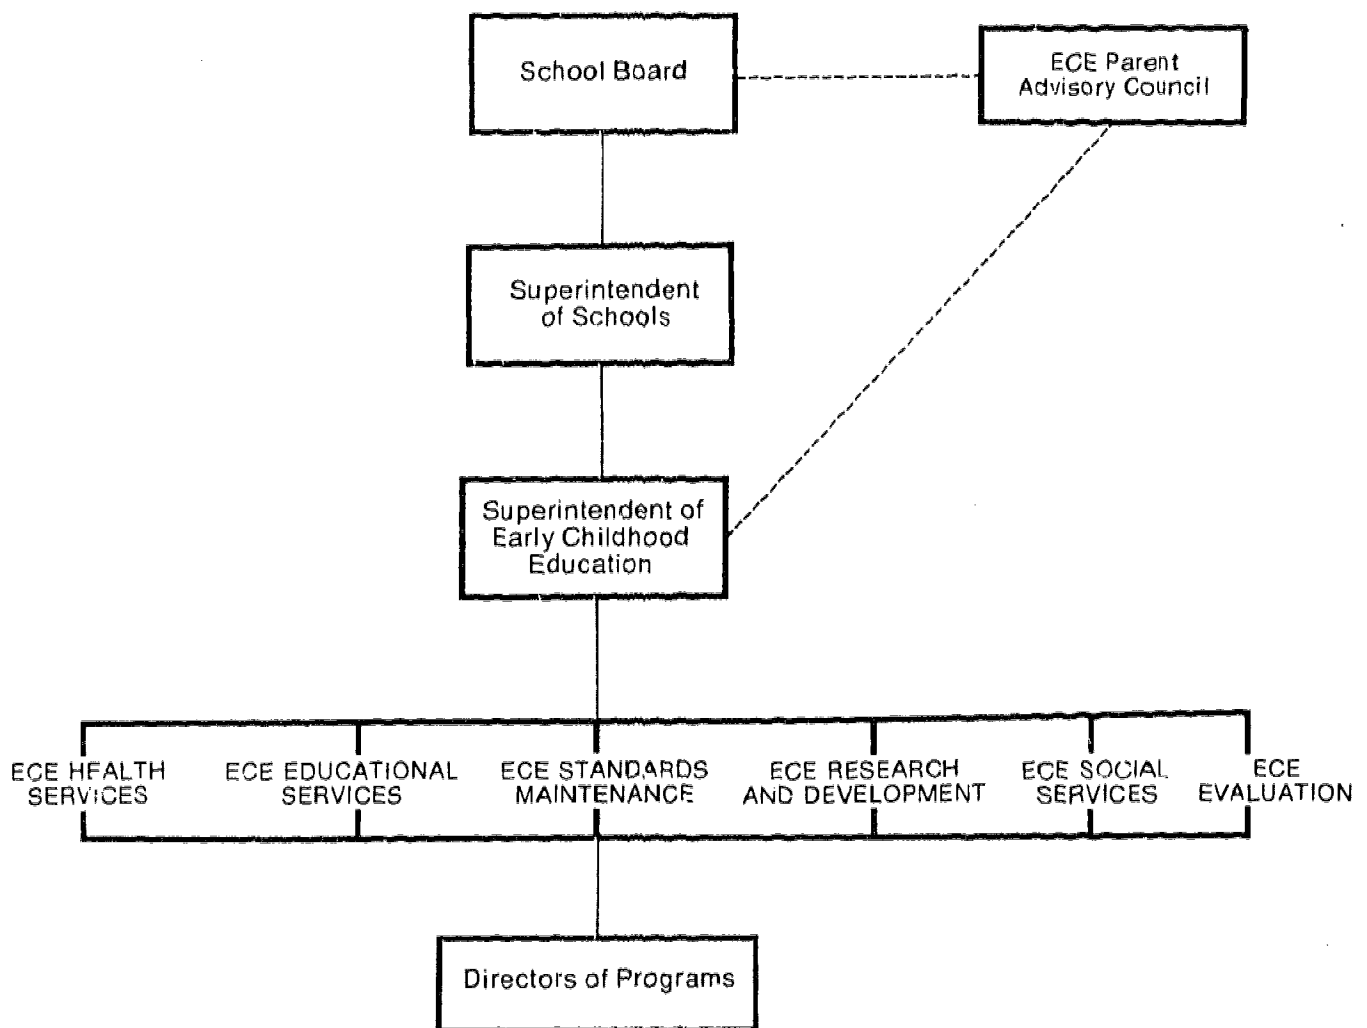 School Board
ECE Parent
Advisory Council
Superintendent
of Schools
Superintendent of
Early Childhood
Education
ECE HEALTH
SERVICES
ECE EDUCATIONAL
SERVICES
ECE STANDARDS
MAINTENANCE
ECE RESEARCH
AND DEVELOPMENT
ECE SOCIAL
SERVICES
ECE
EVALUATION
Directors of Programs